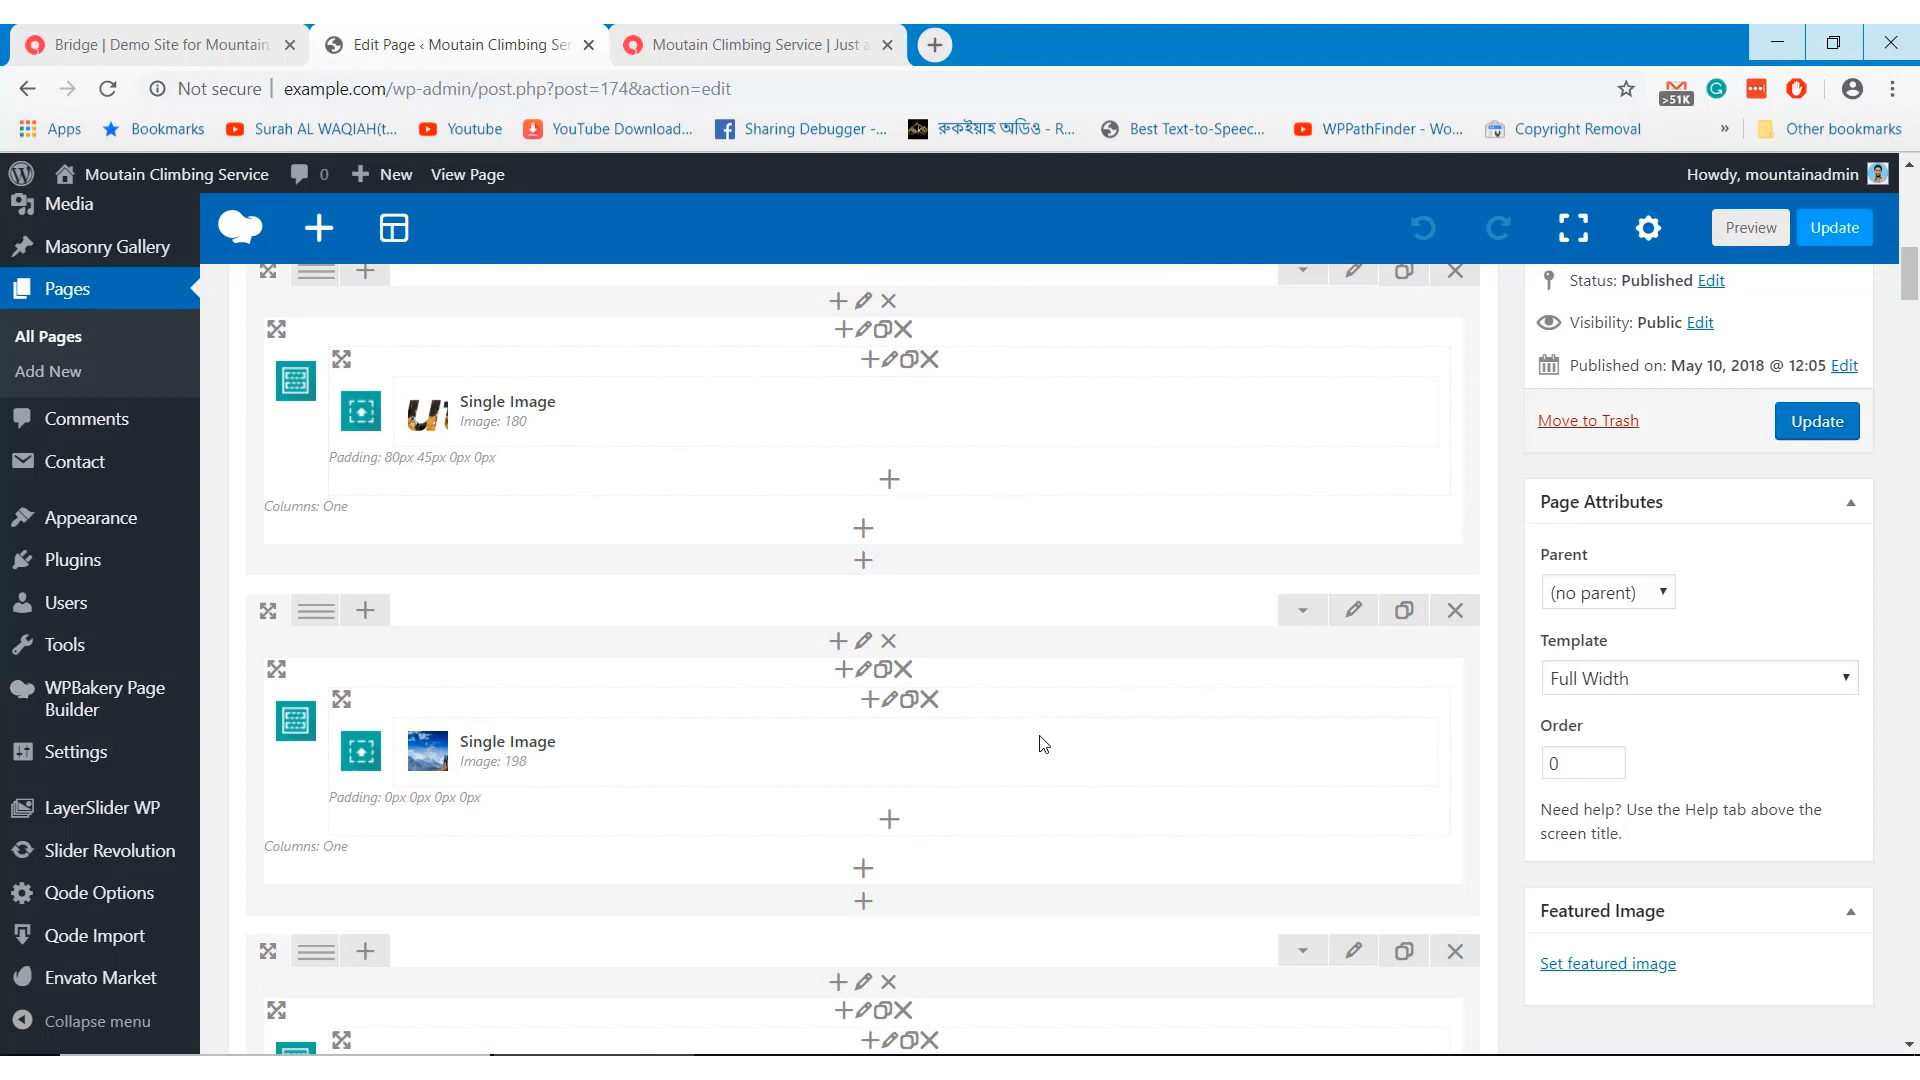 Bridge | Demo Site for Mountain
Edit Page ‹ Moutain Climbing Ser
Moutain Climbing Service | Just a
Not secure | example.com/wp-admin/post.php?post=174&action=edit
>51K
Apps
Bookmarks
Surah AL WAQIAH(t...
Youtube
YouTube Download...
Sharing Debugger -...
রুকইয়াহ অডিও - R...
Best Text-to-Speec...
WPPathFinder - Wo...
Copyright Removal
»
Other bookmarks
Moutain Climbing Service
0
New
View Page
Howdy, mountainadmin
Media
Masonry Gallery
Pages
All Pages
Add New
Comments
Contact
Appearance
Plugins
Users
Tools
WPBakery Page
Builder
Settings
LayerSlider WP
Slider Revolution
Qode Options
Qode Import
Envato Market
Collapse menu
Preview
Update
Single Image
Image: 180
Padding: 80px 45px 0px 0px
Columns: One
Single Image
Image: 198
Padding: 0px 0px 0px 0px
Columns: One
Status: Published Edit
Visibility: Public Edit
Published on: May 10, 2018 @ 12:05 Edit
Move to Trash
Update
Page Attributes
Parent
(no parent)
Template
Full Width
Order
0
Need help? Use the Help tab above the
screen title.
Featured Image
Set featured image